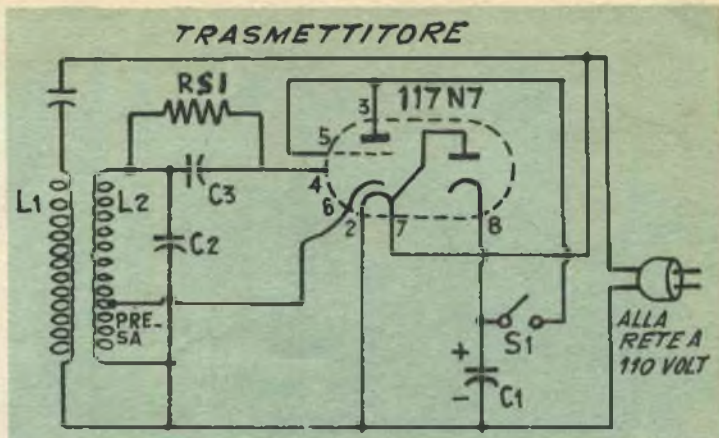 TRASMETTITORE
RS1
117N7
3
5
4
6
2
7
8
L1
L2
C3
C2
PRE-
SA
S1
+
-
C1
ALLA
RETE A
110 VOLT